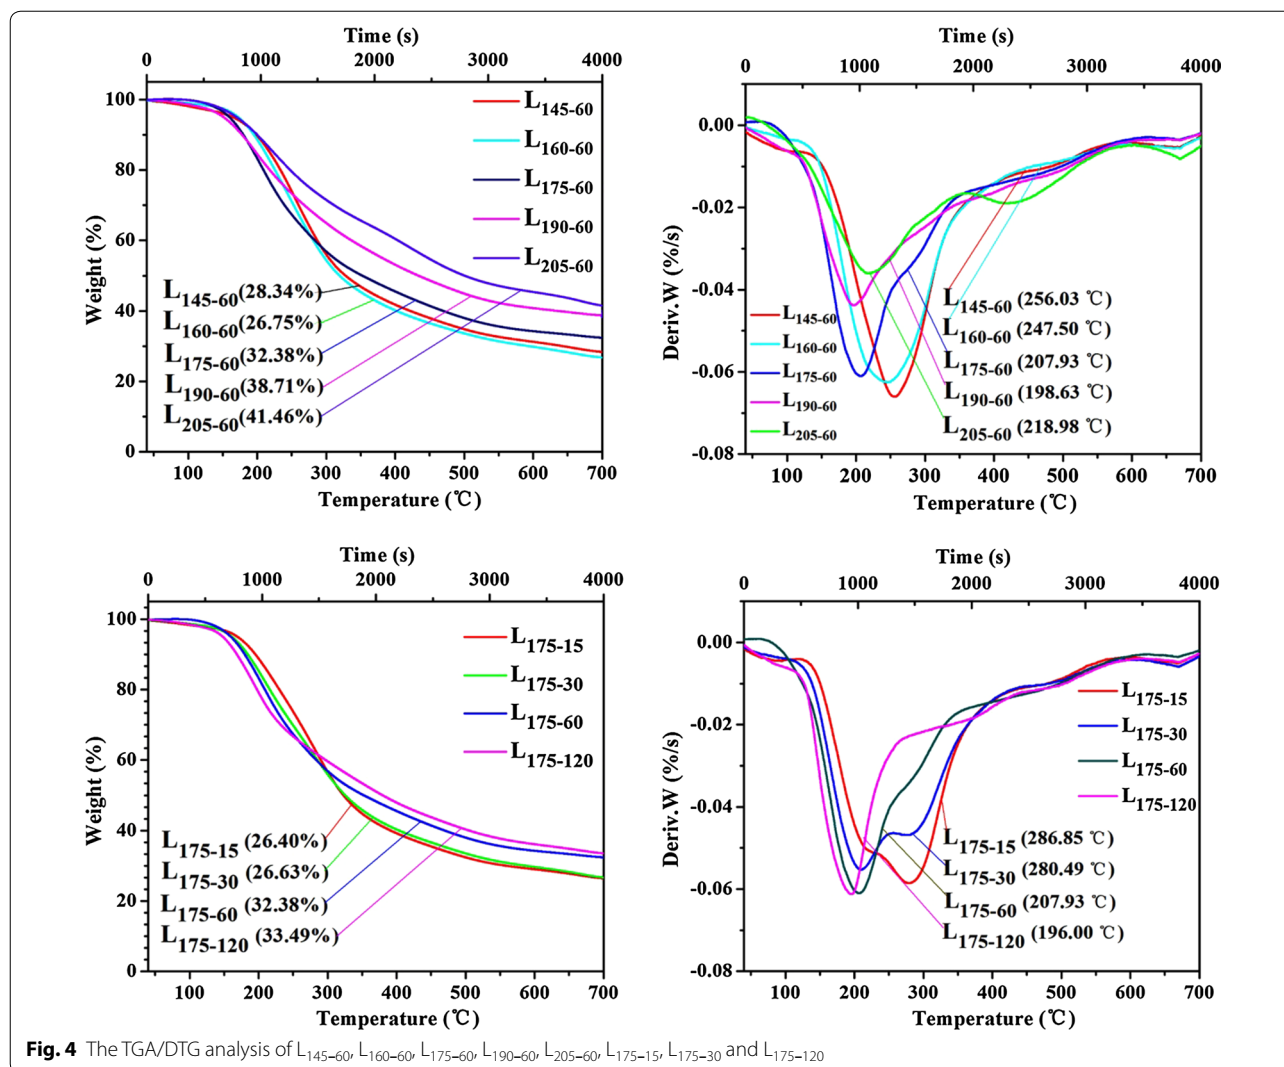 Time (s)
0 1000 2000 3000 4000
100
80
60
40
20
0
Weight (%)
L145-60
L160-60
L175-60
L190-60
L205-60
L145-60(28.34%)
L160-60(26.75%)
L175-60(32.38%)
L190-60(38.71%)
L205-60(41.46%)
100 200 300 400 500 600 700
Temperature (℃)
Time (s)
0 1000 2000 3000 4000
0.00
-0.02
-0.04
-0.06
-0.08
Deriv.W (%/s)
L145-60
L160-60
L175-60
L190-60
L205-60
L145-60 (256.03 ℃)
L160-60 (247.50 ℃)
L175-60 (207.93 ℃)
L190-60 (198.63 ℃)
L205-60 (218.98 ℃)
100 200 300 400 500 600 700
Temperature (℃)
Time (s)
0 1000 2000 3000 4000
100
80
60
40
20
0
Weight (%)
L175-15
L175-30
L175-60
L175-120
L175-15 (26.40%)
L175-30 (26.63%)
L175-60 (32.38%)
L175-120 (33.49%)
100 200 300 400 500 600 700
Temperature (℃)
Time (s)
0 1000 2000 3000 4000
0.00
-0.02
-0.04
-0.06
-0.08
Deriv.W (%/s)
L175-15
L175-30
L175-60
L175-120
L175-15 (286.85 ℃)
L175-30 (280.49 ℃)
L175-60 (207.93 ℃)
L175-120 (196.00 ℃)
100 200 300 400 500 600 700
Temperature (℃)
Fig. 4 The TGA/DTG analysis of L145–60, L160–60, L175–60, L190–60, L205–60, L175–15, L175–30 and L175–120